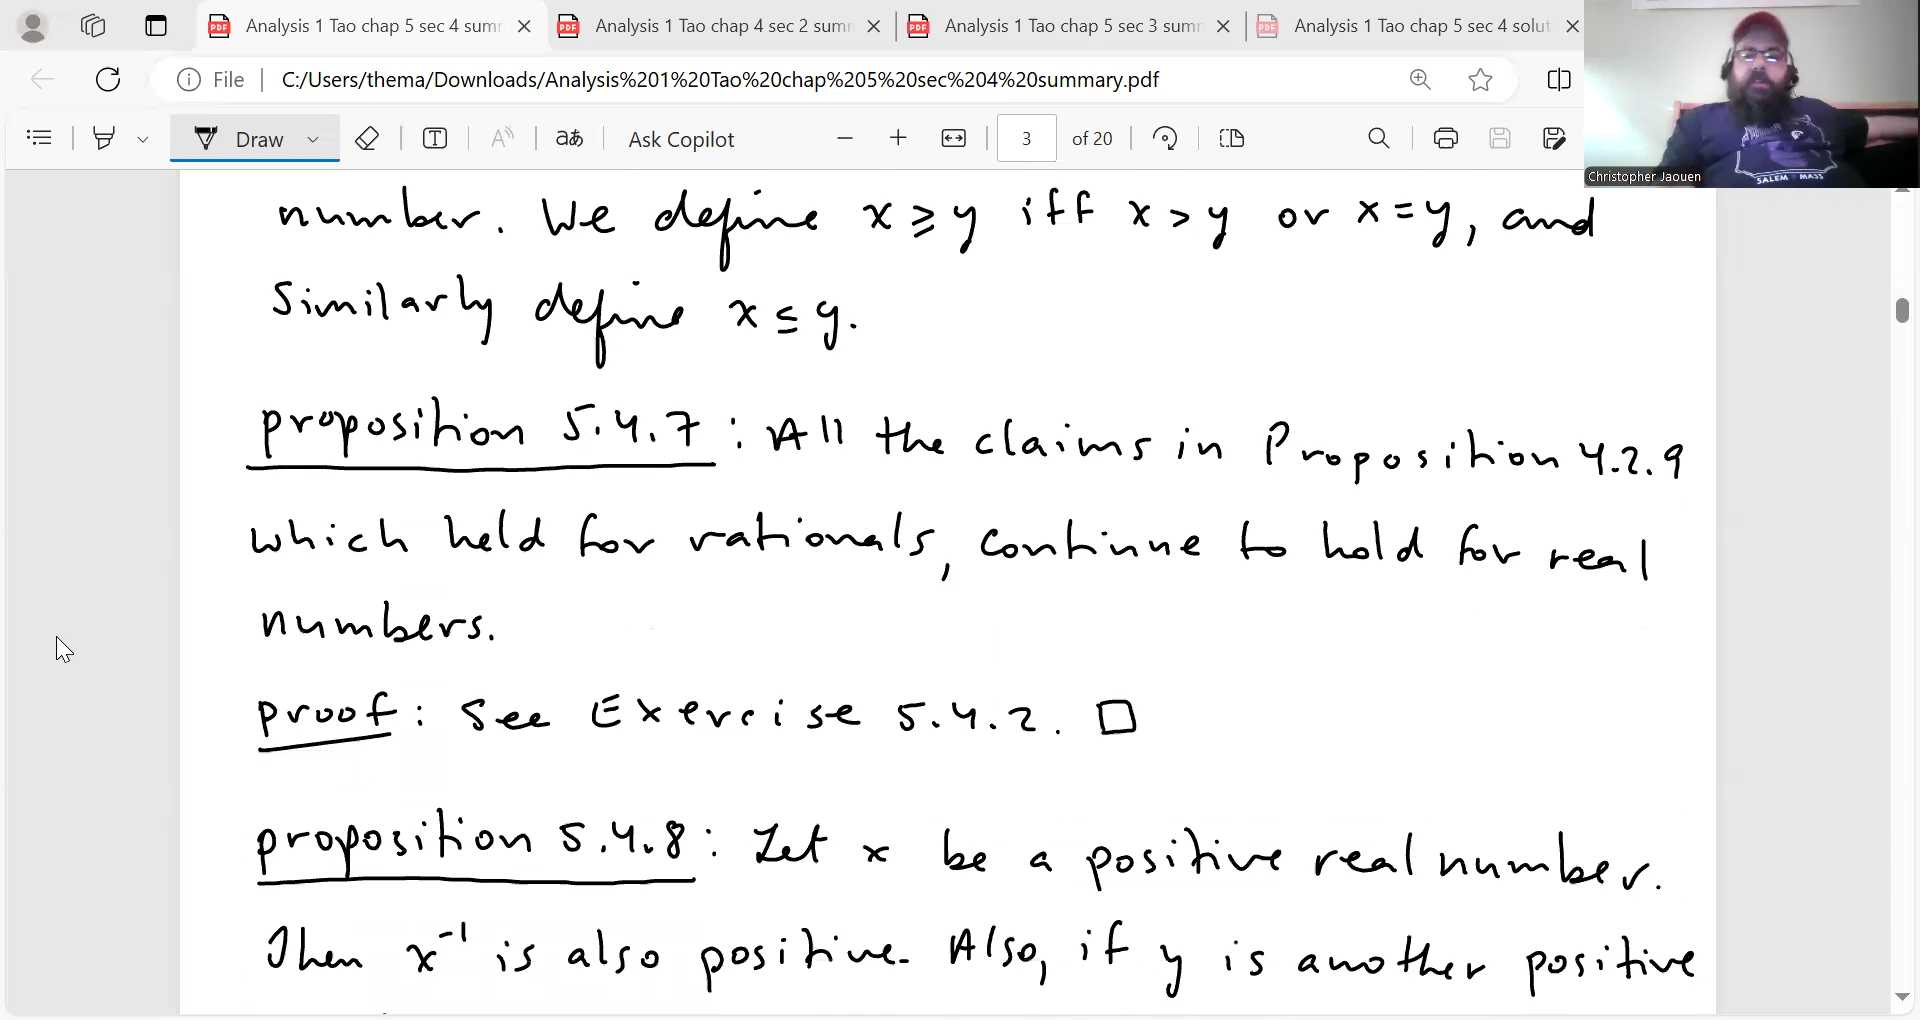 Analysis 1 Tao chap 5 sec 4 sumr
Analysis 1 Tao chap 4 sec 2 sum
Analysis 1 Tao chap 5 sec 3 sumr
Analysis 1 Tao chap 5 sec 4 solut
File
C:/Users/thema/Downloads/Analysis%201%20Tao%20chap%205%20sec%204%20summary.pdf
Draw
Ask Copilot
3 of 20
Christopher Jaouen
SALEM MASS
number. We define x ≥ y iff x > y or x = y, and
Similarly define x ≤ y.
proposition 5.4.7 : All the claims in Proposition 4.2.9
which held for rationals, continue to hold for real
numbers.
proof : See Exercise 5.4.2. □
proposition 5.4.8 : Let x be a positive real number.
Then x⁻¹ is also positive. Also, if y is another positive